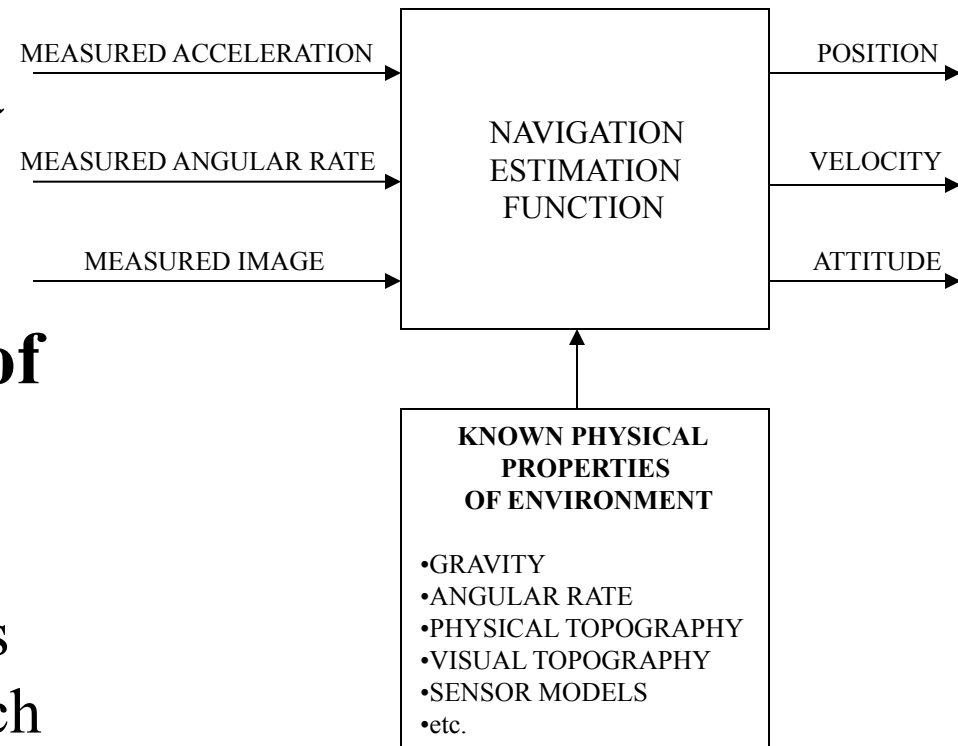 MEASURED ACCELERATION
MEASURED ANGULAR RATE
MEASURED IMAGE
of
s
ch
NAVIGATION
ESTIMATION
FUNCTION
POSITION
VELOCITY
ATTITUDE
KNOWN PHYSICAL
PROPERTIES
OF ENVIRONMENT
•GRAVITY
•ANGULAR RATE
•PHYSICAL TOPOGRAPHY
•VISUAL TOPOGRAPHY
•SENSOR MODELS
•etc.